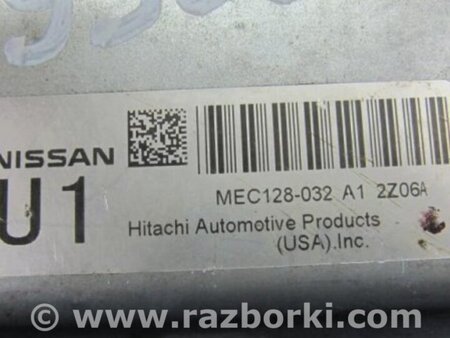 NISSAN
U1
MEC128-032 A1 2Z06A
Hitachi Automotive Products
(USA),Inc.
www.razborki.com